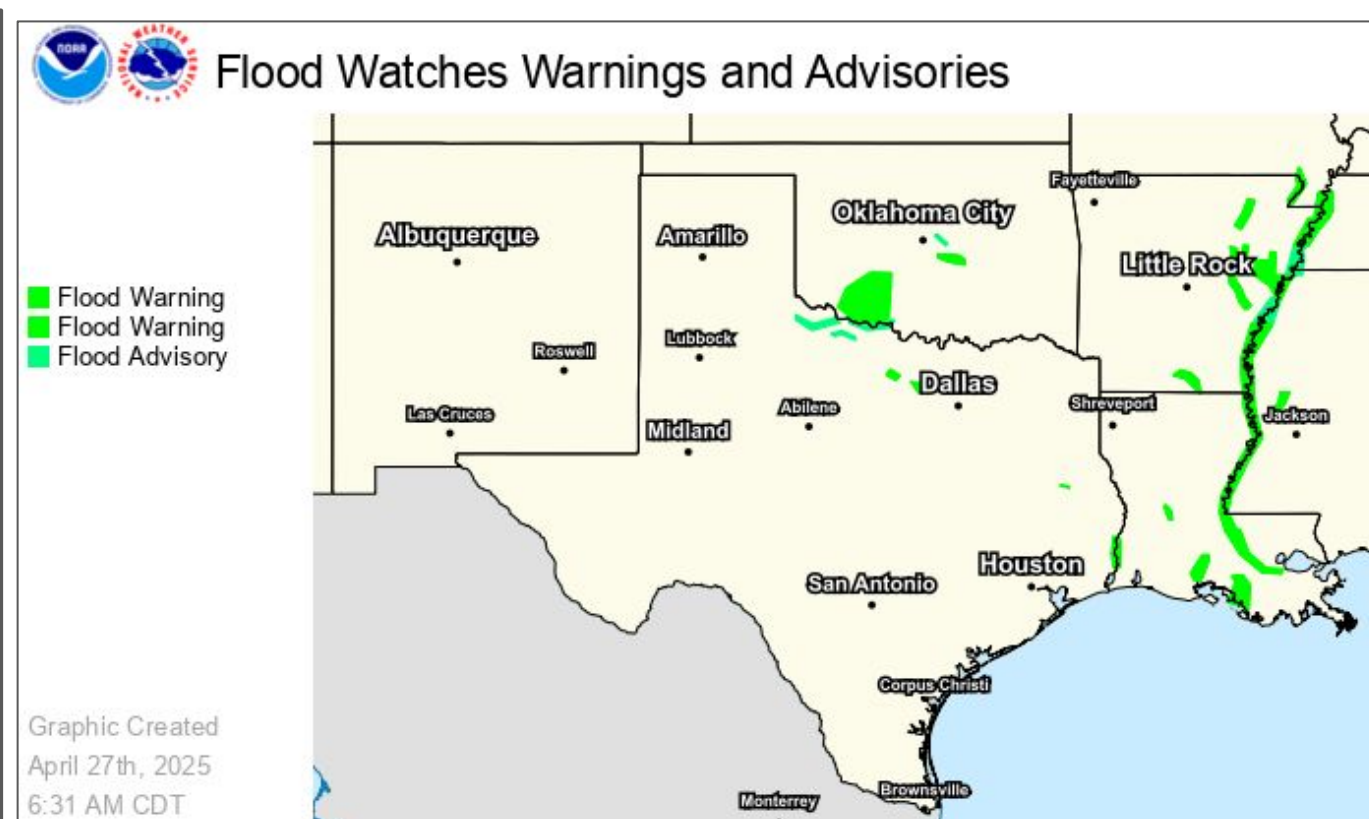 NOAA
NATIONAL WEATHER SERVICE
Flood Watches Warnings and Advisories
Fayetteville
Oklahoma City
Albuquerque
Amarillo
Little Rock
Flood Warning
Flood Warning
Flood Advisory
Lubbock
Roswell
Dallas
Las Cruces
Abilene
Shreveport
Jackson
Midland
Houston
San Antonio
Corpus Christi
Graphic Created
April 27th, 2025
6:31 AM CDT
Brownsville
Monterrey